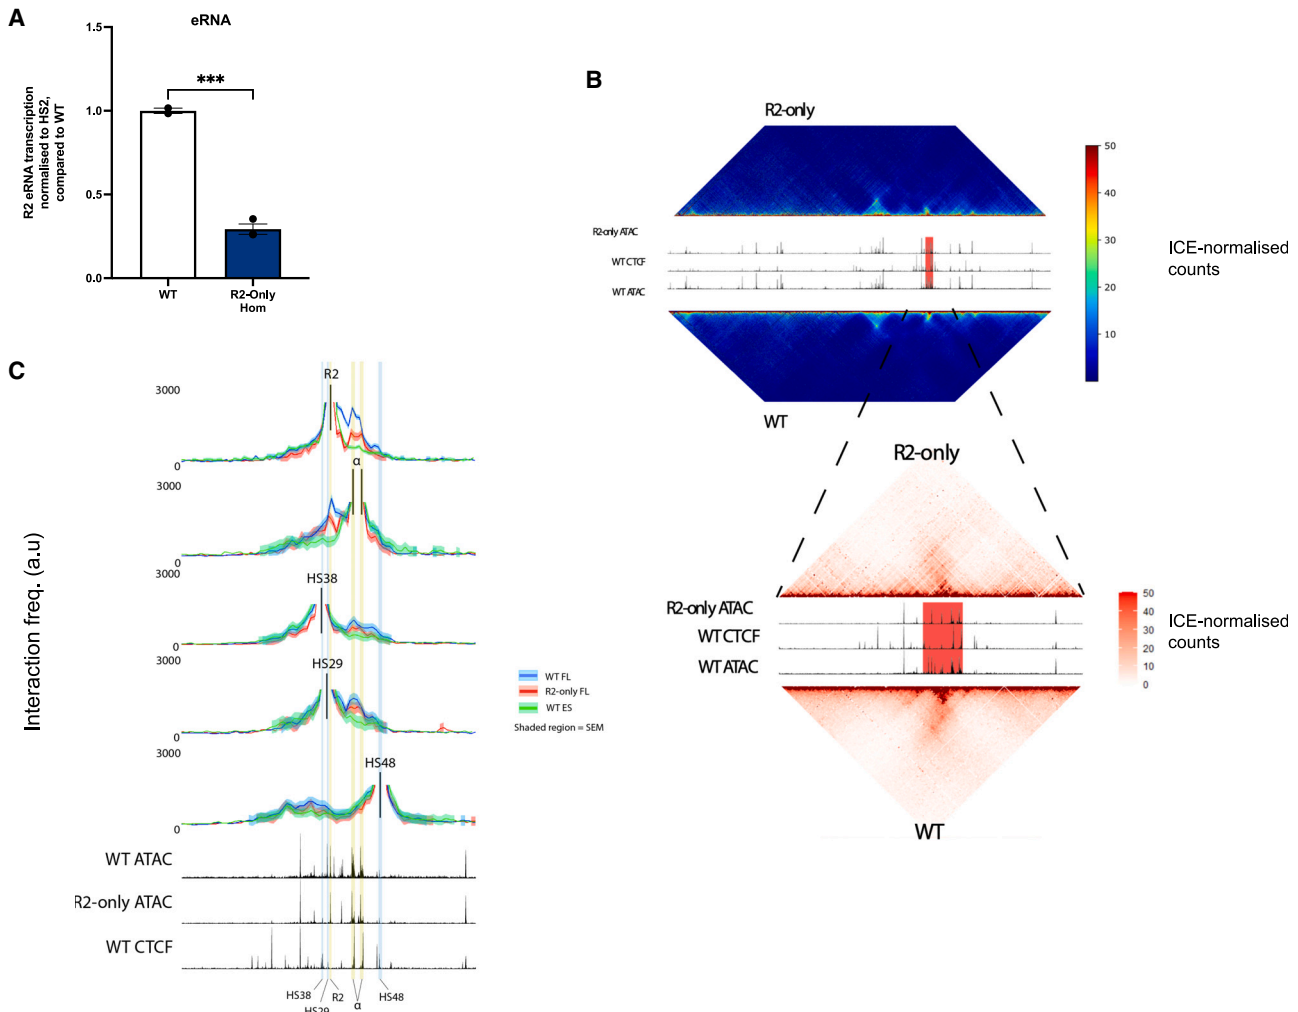 A
eRNA
R2 eRNA transcription
normalised to HS2,
compared to WT
1.5
1.0
0.5
0.0
***
WT
R2-Only
Hom
B
R2-only
R2-only ATAC
WT CTCF
WT ATAC
WT
50
40
30
20
10
ICE-normalised
counts
R2-only
R2-only ATAC
WT CTCF
WT ATAC
WT
50
40
30
20
10
0
ICE-normalised
counts
C
Interaction freq. (a.u)
3000
R2
0
3000
α
0
3000
HS38
0
3000
HS29
0
3000
HS48
0
WT FL
R2-only FL
WT ES
Shaded region = SEM
WT ATAC
R2-only ATAC
WT CTCF
HS38
HS29
R2
α
HS48